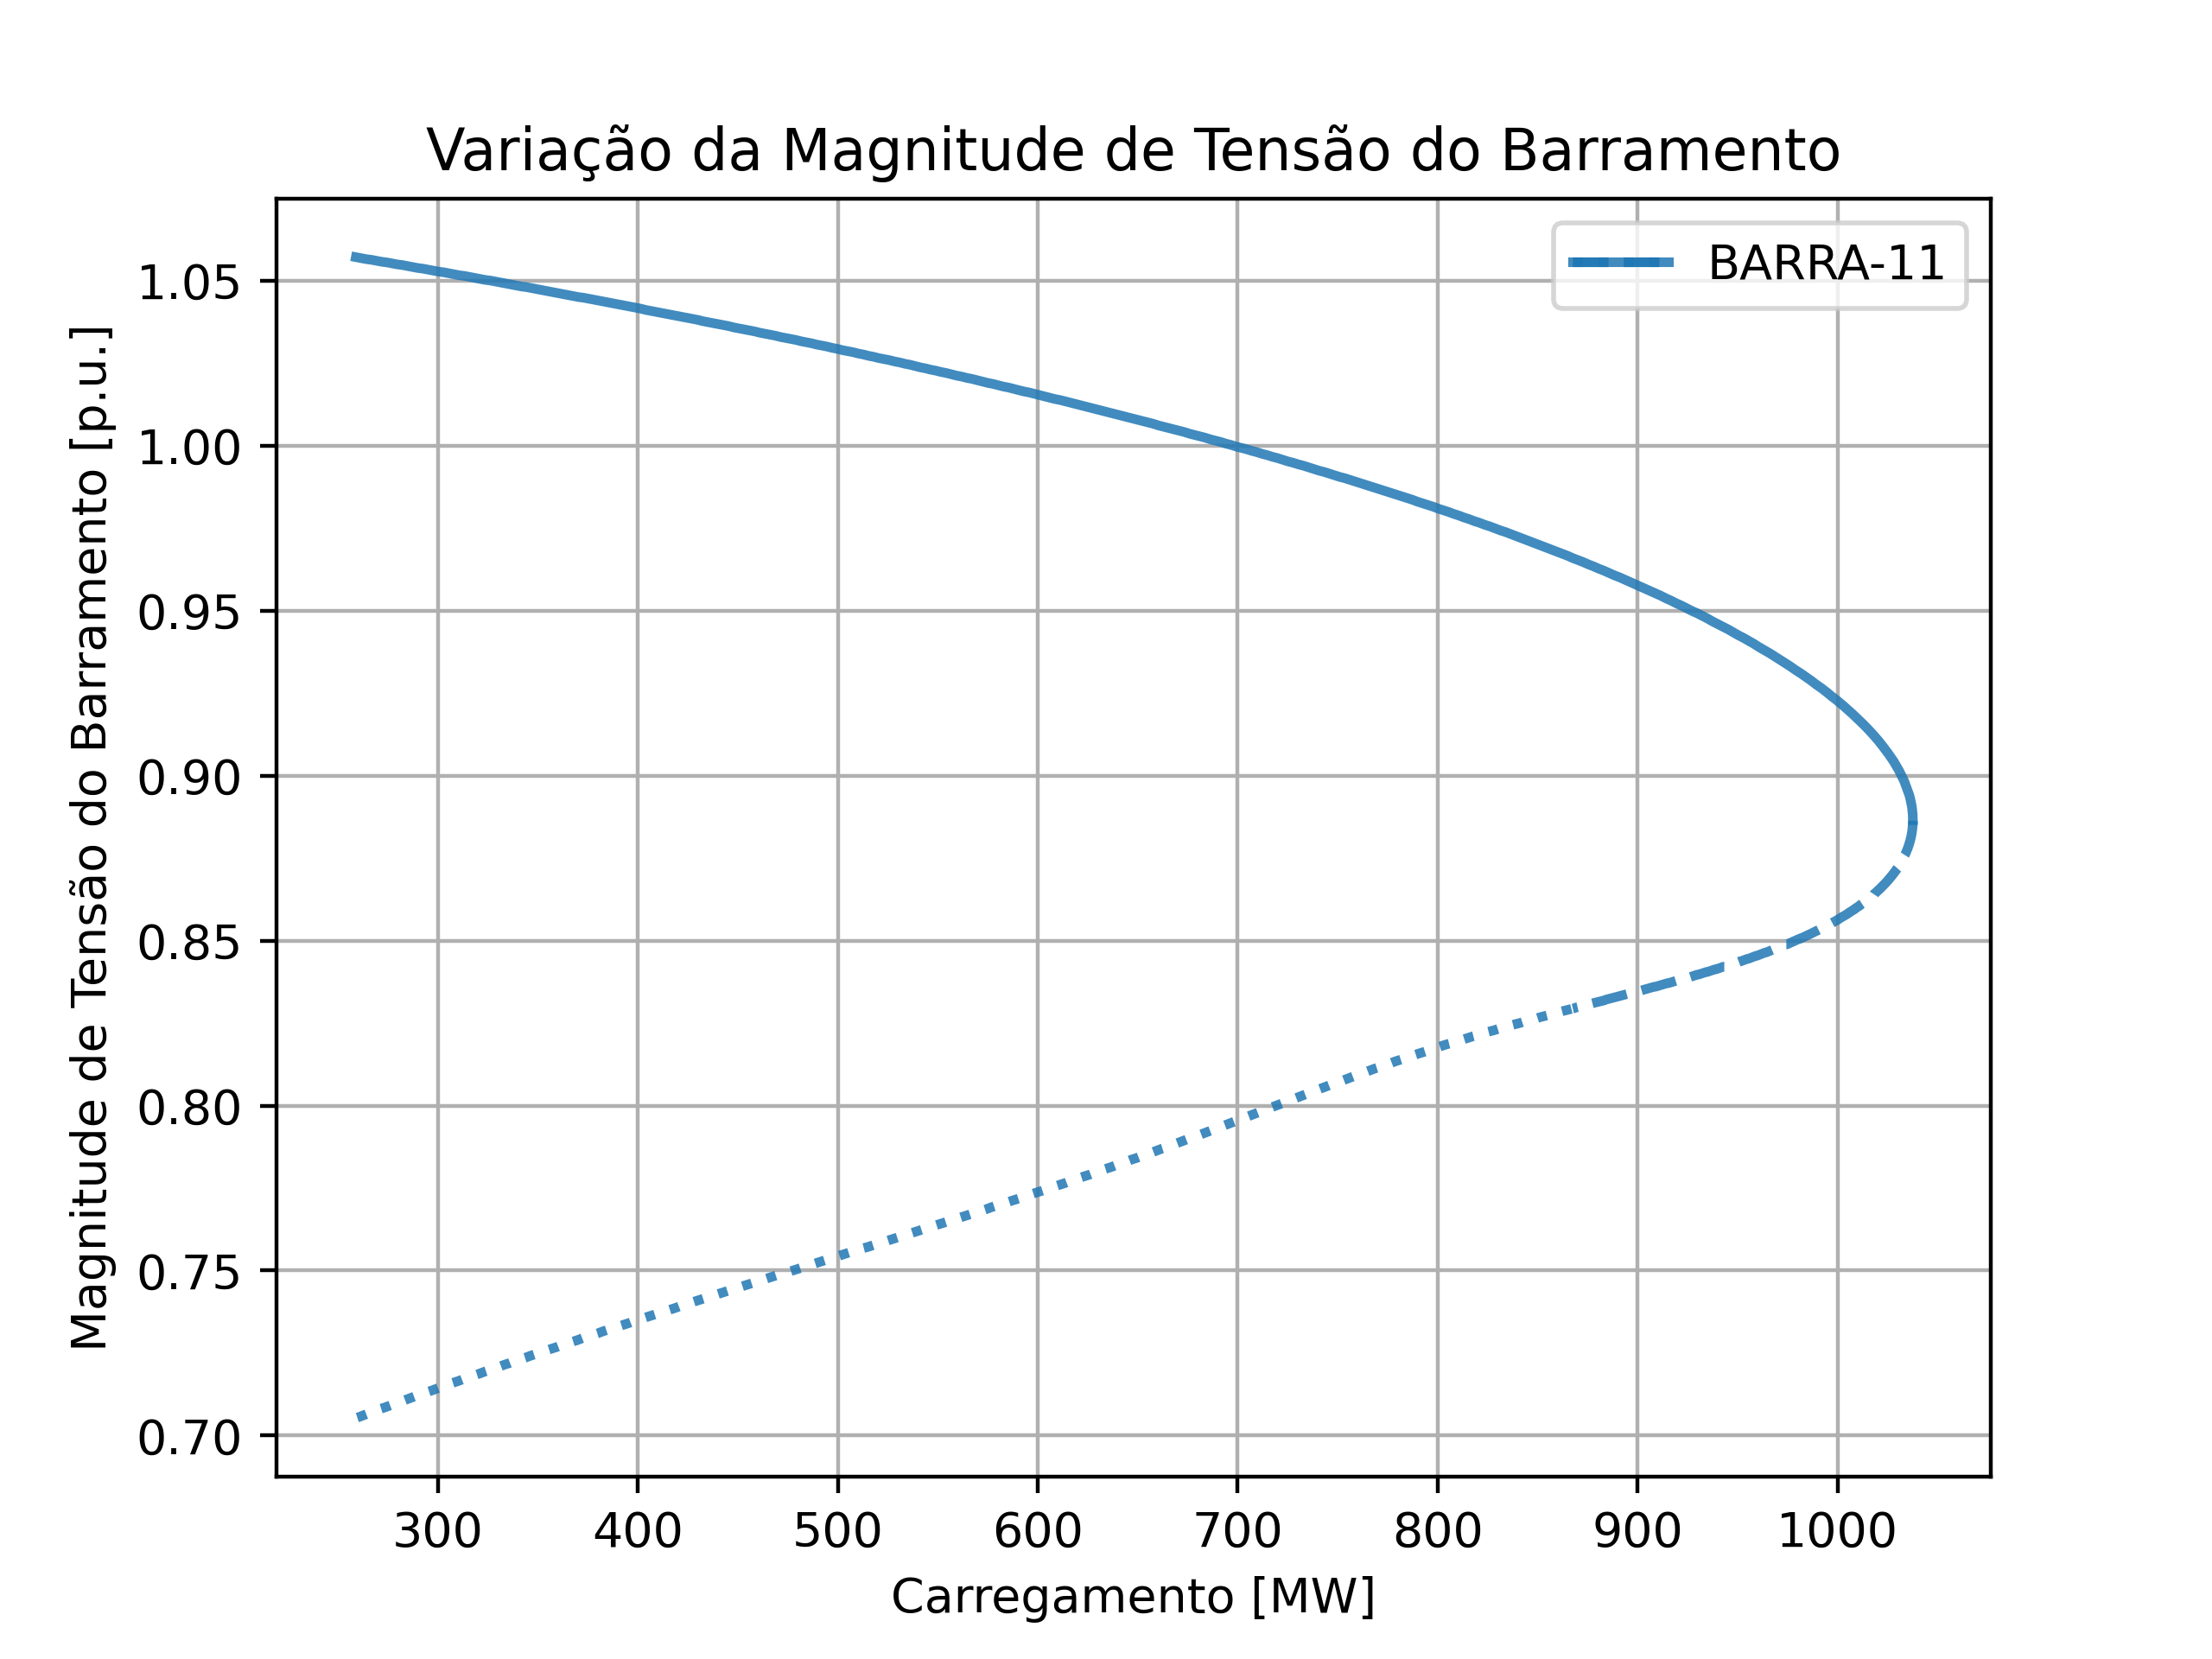 Variação da Magnitude de Tensão do Barramento
BARRA-11
Magnitude de Tensão do Barramento [p.u.]
1.05
1.00
0.95
0.90
0.85
0.80
0.75
0.70
300 400 500 600 700 800 900 1000
Carregamento [MW]